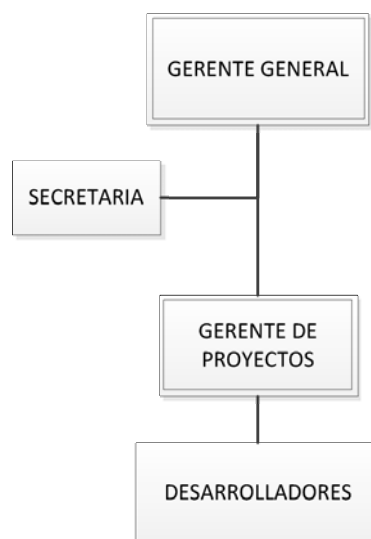 GERENTE GENERAL
SECRETARIA
GERENTE DE
PROYECTOS
DESARROLLADORES